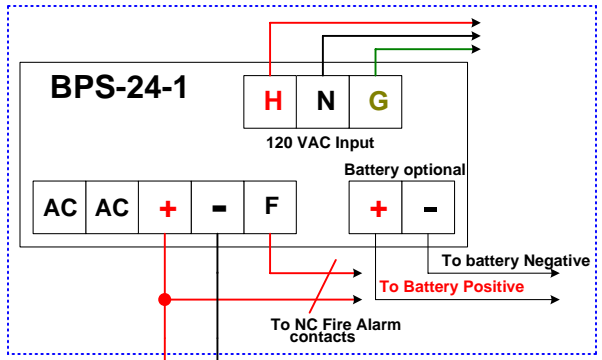 BPS-24-1
H N G
120 VAC Input
Battery optional
AC AC + - F + -
To battery Negative
To Battery Positive
To NC Fire Alarm
contacts